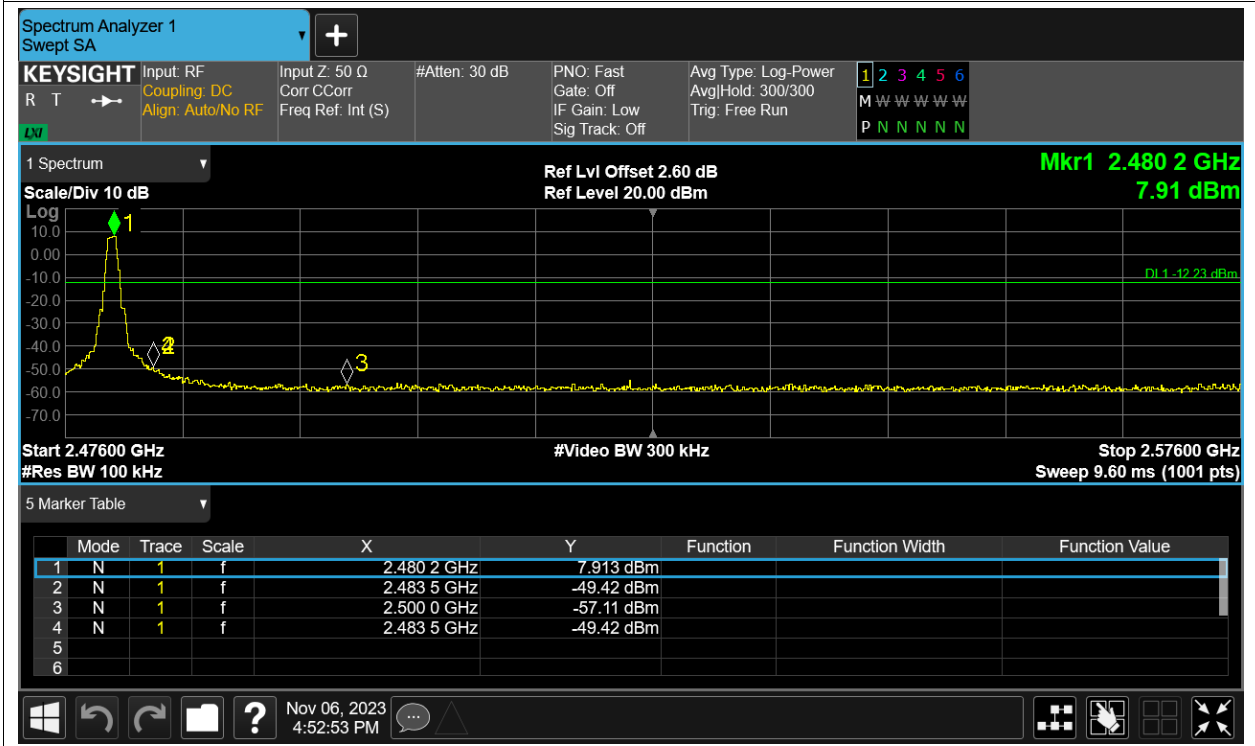 Spectrum Analyzer 1
Swept SA
+
KEYSIGHT Input: RF Input Z: 50 Ω #Atten: 30 dB PNO: Fast Avg Type: Log-Power 1 2 3 4 5 6
R T Coupling: DC Corr CCorr Gate: Off Avg|Hold: 300/300 M W W W W W
Align: Auto/No RF Freq Ref: Int (S) IF Gain: Low Trig: Free Run P N N N N N
LXI Sig Track: Off
1 Spectrum Ref Lvl Offset 2.60 dB Mkr1 2.480 2 GHz
Scale/Div 10 dB Ref Level 20.00 dBm 7.91 dBm
Log
1
10.0
0.00
-10.0 DL1 -12.23 dBm
-20.0
-30.0
-40.0
3
-50.0
-60.0
-70.0
Start 2.47600 GHz #Video BW 300 kHz Stop 2.57600 GHz
#Res BW 100 kHz Sweep 9.60 ms (1001 pts)
5 Marker Table
Mode Trace Scale X Y Function Function Width Function Value
1 N 1 f 2.480 2 GHz 7.913 dBm
2 N 1 f 2.483 5 GHz -49.42 dBm
3 N 1 f 2.500 0 GHz -57.11 dBm
4 N 1 f 2.483 5 GHz -49.42 dBm
5
6
? Nov 06, 2023
4:52:53 PM